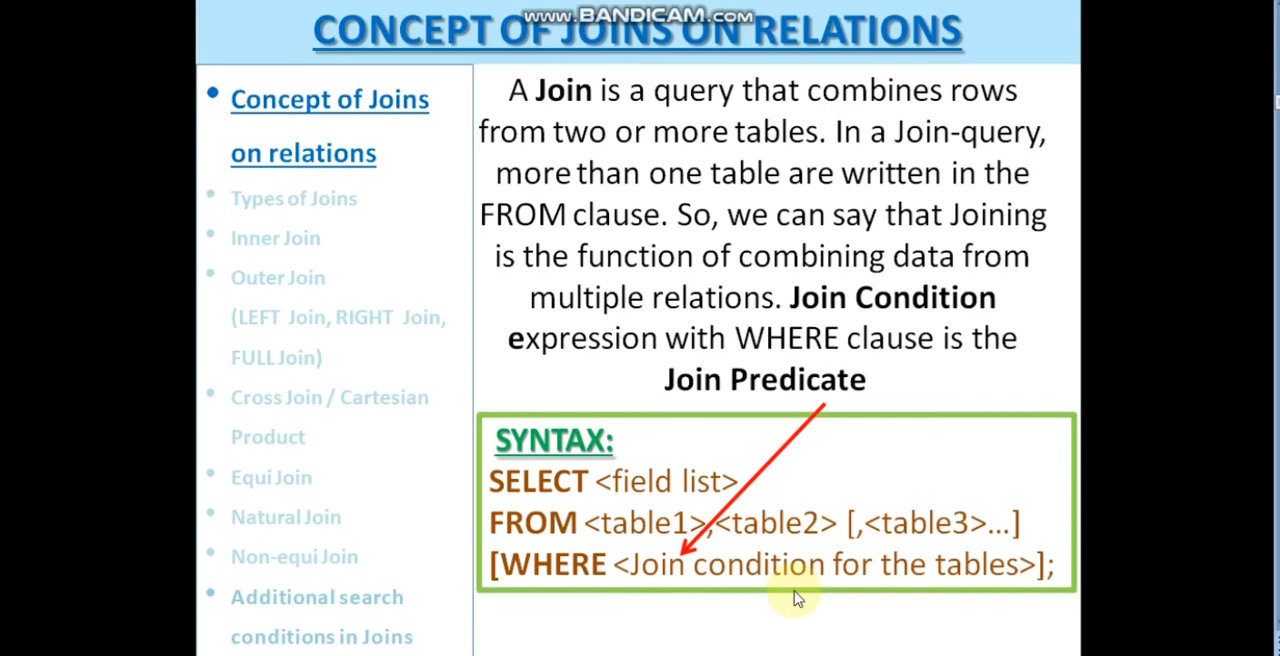 www.BANDICAM.com
CONCEPT OF JOINS ON RELATIONS
• Concept of Joins
on relations
• Types of Joins
• Inner Join
• Outer Join
(LEFT Join, RIGHT Join,
FULL Join)
• Cross Join / Cartesian
Product
• Equi Join
• Natural Join
• Non-equi Join
• Additional search
conditions in Joins
A Join is a query that combines rows
from two or more tables. In a Join-query,
more than one table are written in the
FROM clause. So, we can say that Joining
is the function of combining data from
multiple relations. Join Condition
expression with WHERE clause is the
Join Predicate
SYNTAX:
SELECT <field list>
FROM <table1>,<table2> [,<table3>...]
[WHERE <Join condition for the tables>];